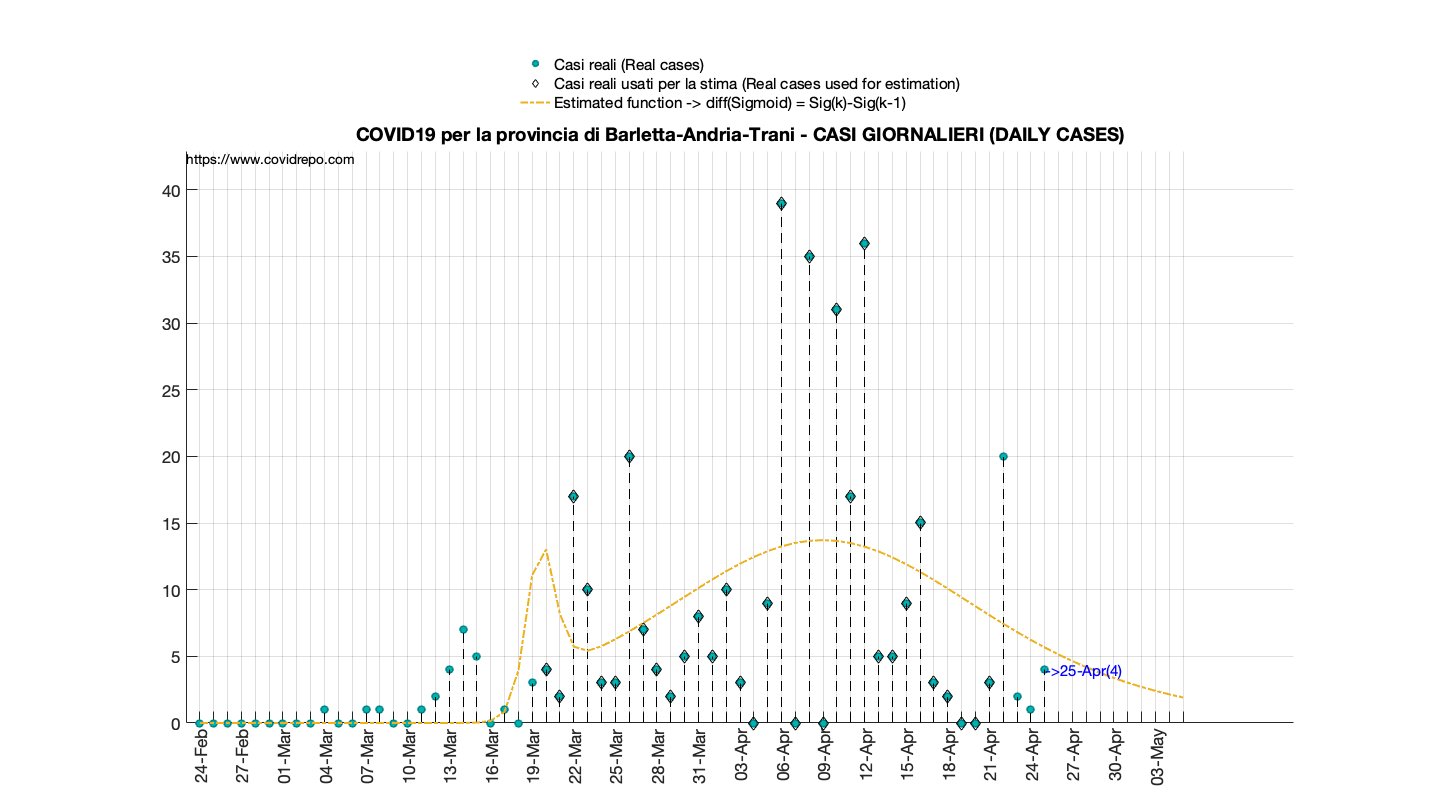 Casi reali (Real cases)
Casi reali usati per la stima (Real cases used for estimation)
Estimated function -> diff(Sigmoid) = Sig(k)-Sig(k-1)
COVID19 per la provincia di Barletta-Andria-Trani - CASI GIORNALIERI (DAILY CASES)
https://www.covidrepo.com
40
35
30
25
20
15
10
5
0
->25-Apr(4)
24-Feb
27-Feb
01-Mar
04-Mar
07-Mar
10-Mar
13-Mar
16-Mar
19-Mar
22-Mar
25-Mar
28-Mar
31-Mar
03-Apr
06-Apr
09-Apr
12-Apr
15-Apr
18-Apr
21-Apr
24-Apr
27-Apr
30-Apr
03-May